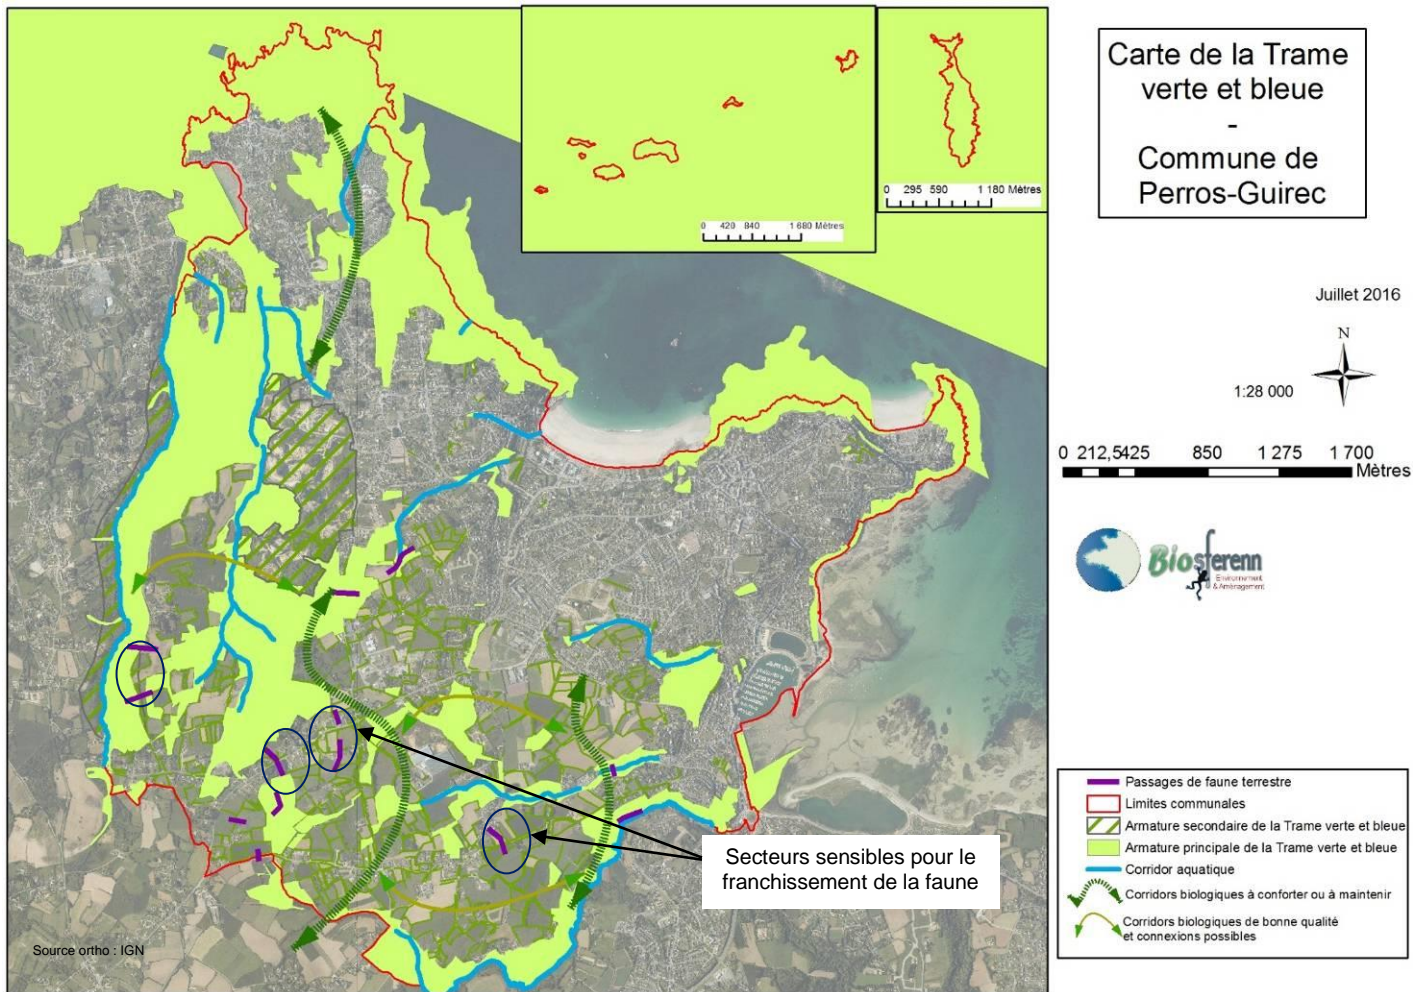 Carte de la Trame
verte et bleue
-
Commune de
Perros-Guirec
0 420 840 1 680 Mètres
0 295 590 1 180 Mètres
Juillet 2016
N
1:28 000
0 212,5425 850 1 275 1 700
Mètres
Biosferenn
Environnement
& Aménagement
Passages de faune terrestre
Limites communales
Armature secondaire de la Trame verte et bleue
Armature principale de la Trame verte et bleue
Corridor aquatique
Corridors biologiques à conforter ou à maintenir
Corridors biologiques de bonne qualité
et connexions possibles
Secteurs sensibles pour le
franchissement de la faune
Source ortho : IGN